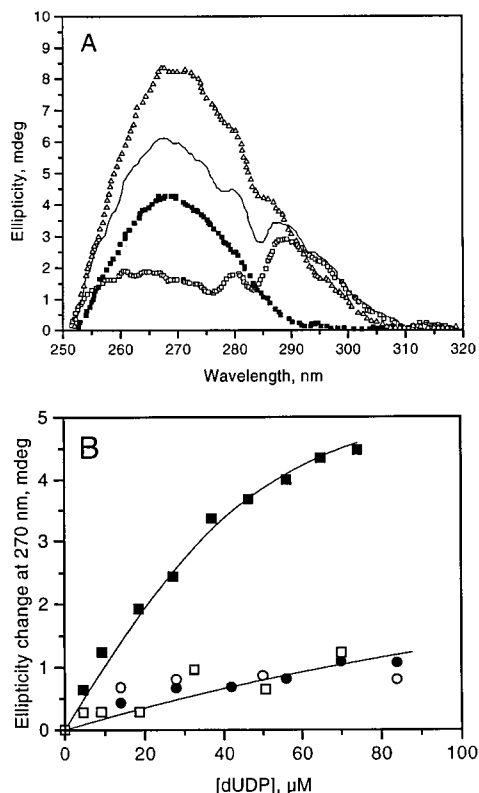 A
10
9
8
7
6
5
4
3
2
1
0
Ellipticity, mdeg
250 260 270 280 290 300 310 320
Wavelength, nm
B
5
4
3
2
1
0
Ellipticity change at 270 nm, mdeg
0 20 40 60 80 100
[dUDP], µM